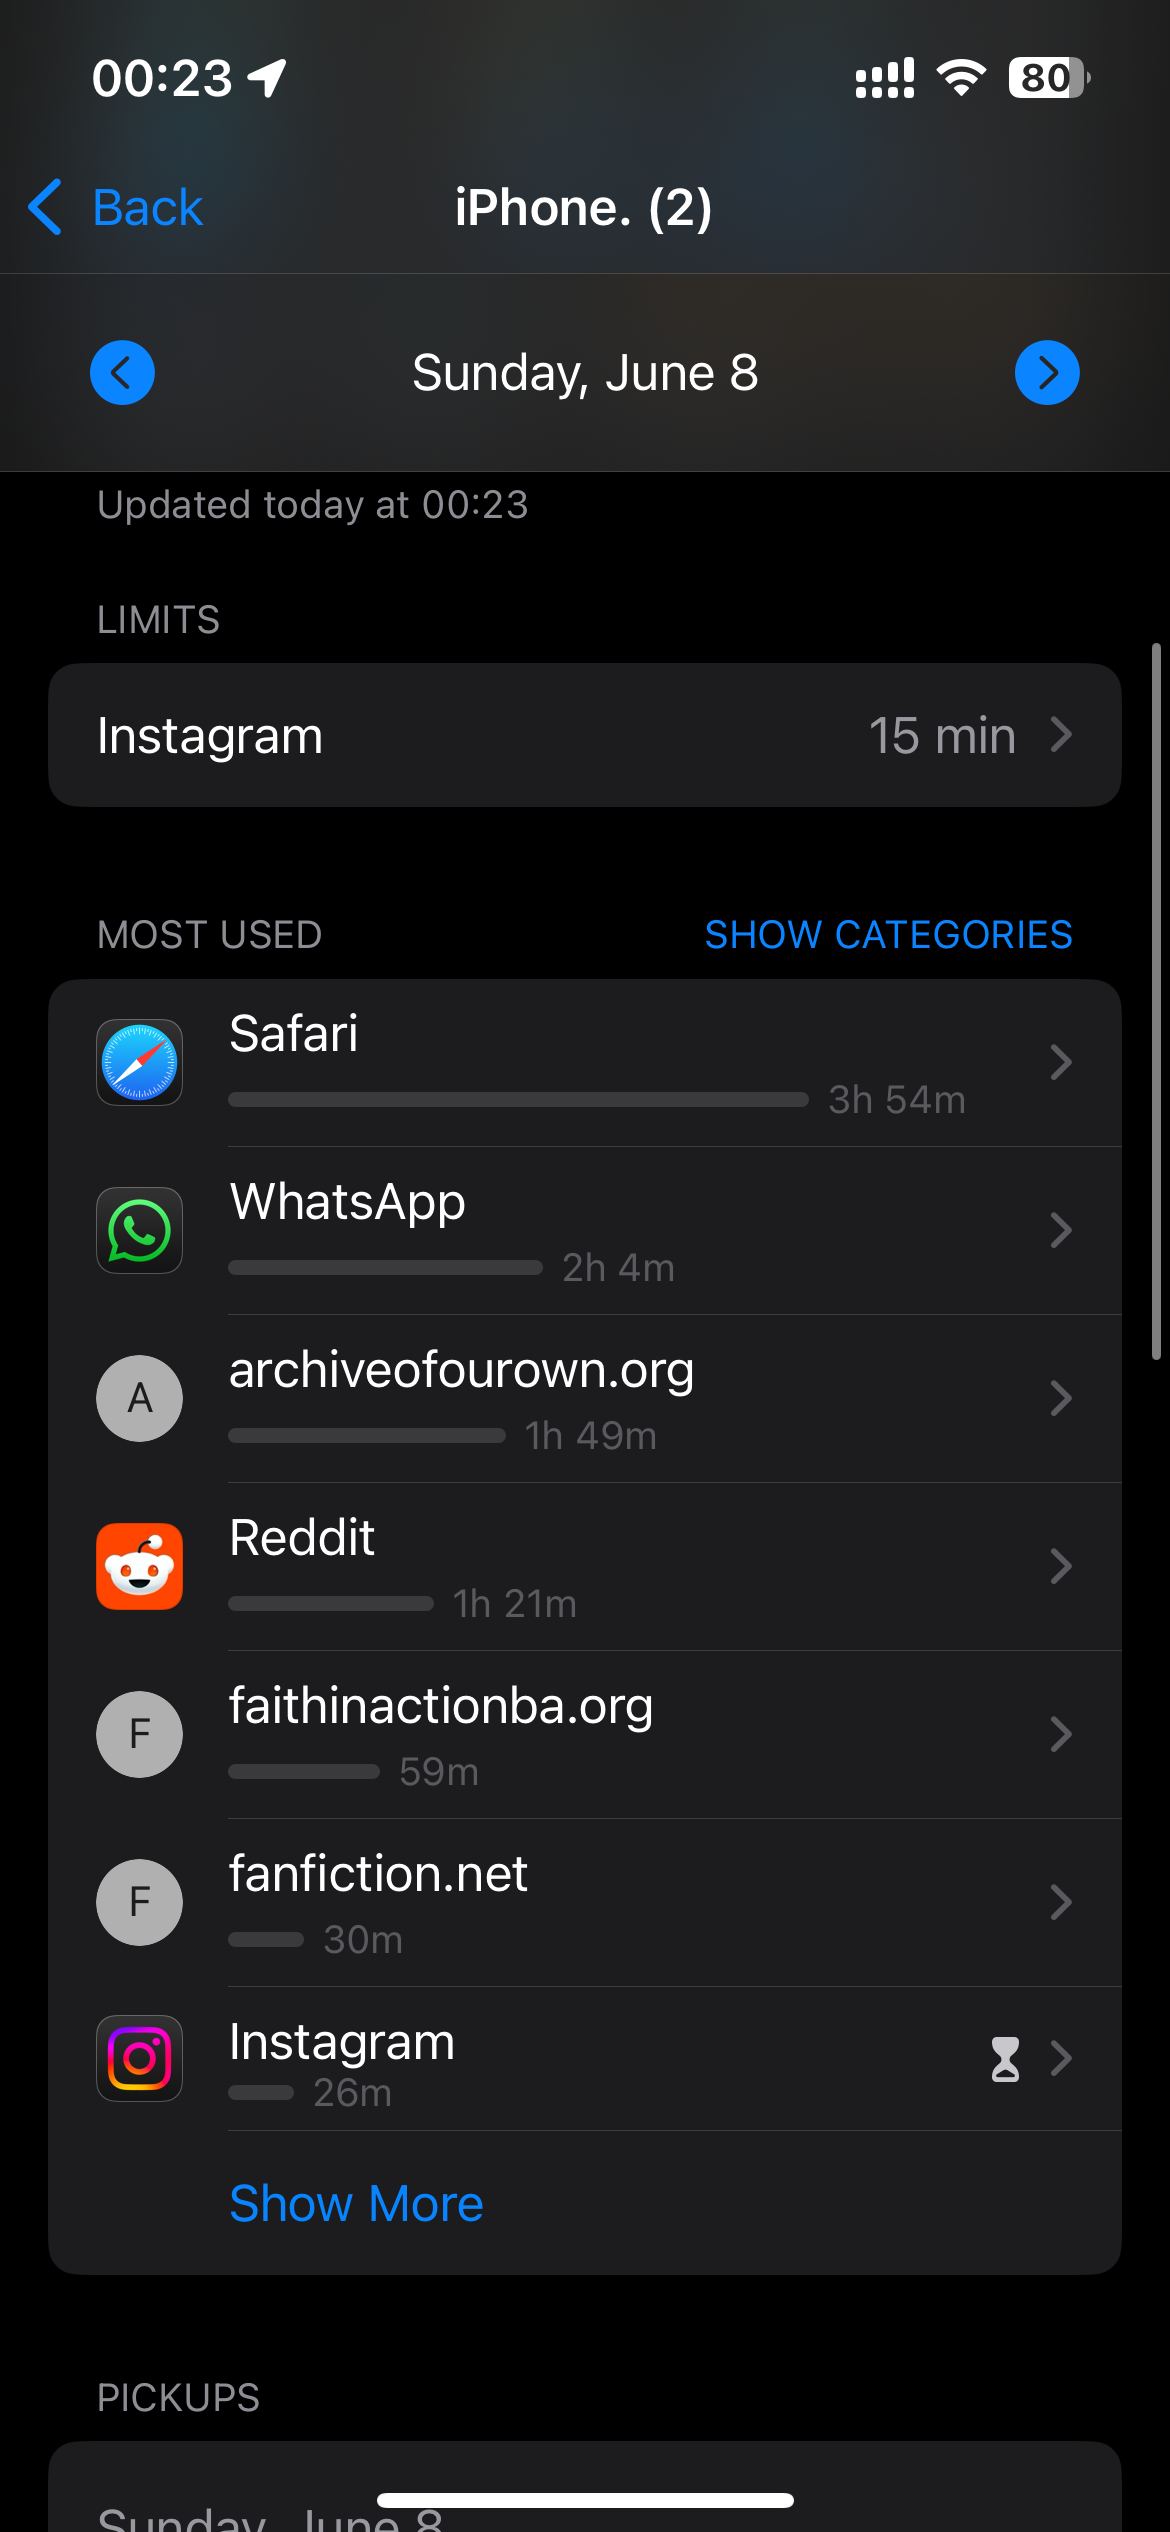 00:23
80
Back
iPhone. (2)
Sunday, June 8
Updated today at 00:23
LIMITS
Instagram 15 min
MOST USED SHOW CATEGORIES
Safari
3h 54m
WhatsApp
2h 4m
A
archiveofourown.org
1h 49m
Reddit
1h 21m
F
faithinactionba.org
59m
F
fanfiction.net
30m
Instagram
26m
Show More
PICKUPS
Sunday, June 8